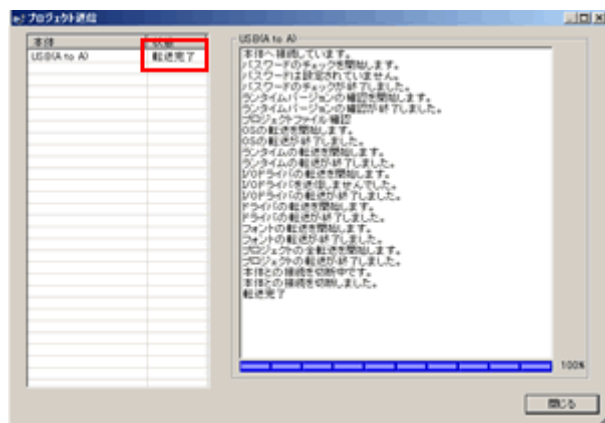 プロジェクト送信
本体 状態
USB(A to A) 転送完了
USB(A to A)
本体へ接続しています。
パスワードのチェックを開始します。
パスワードは設定されていません。
パスワードのチェックが終了しました。
ランタイムバージョンの確認を開始します。
ランタイムバージョンの確認が終了しました。
プロジェクトファイル確認
OSの転送を開始します。
OSの転送が終了しました。
ランタイムの転送を開始します。
ランタイムの転送が終了しました。
I/Oドライバの転送を開始します。
I/Oドライバを送信しませんでした。
I/Oドライバの転送が終了しました。
ドライバの転送を開始します。
ドライバの転送が終了しました。
フォントの転送を開始します。
フォントの転送が終了しました。
プロジェクトの全転送を開始します。
プロジェクトの転送が終了しました。
本体との接続を切断中です。
本体との接続を切断しました。
転送完了
100%
閉じる